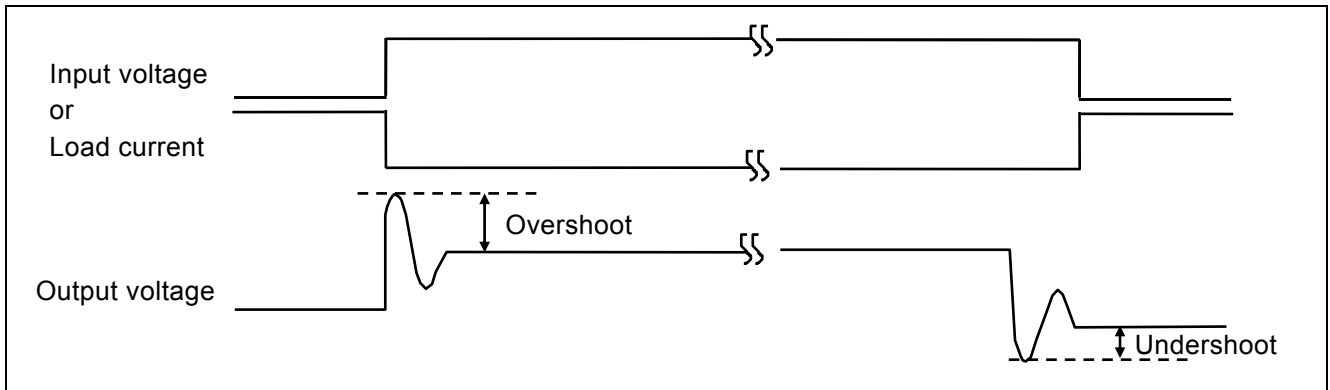 Input voltage
or
Load current
Overshoot
Output voltage
Undershoot